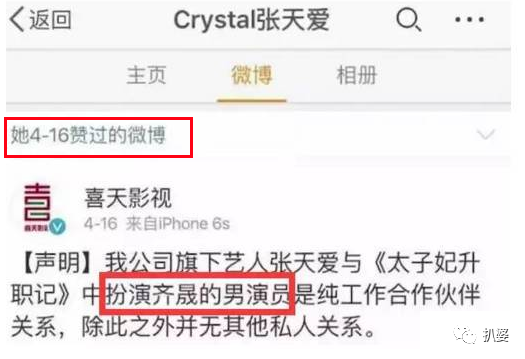 返回
Crystal张天爱
主页
微博
相册
她4-16赞过的微博
喜天影视
4-16 来自iPhone 6s
【声明】我公司旗下艺人张天爱与《太子妃升
职记》中扮演齐晟的男演员是纯工作合作伙伴
关系，除此之外并无其他私人关系。
扒婆